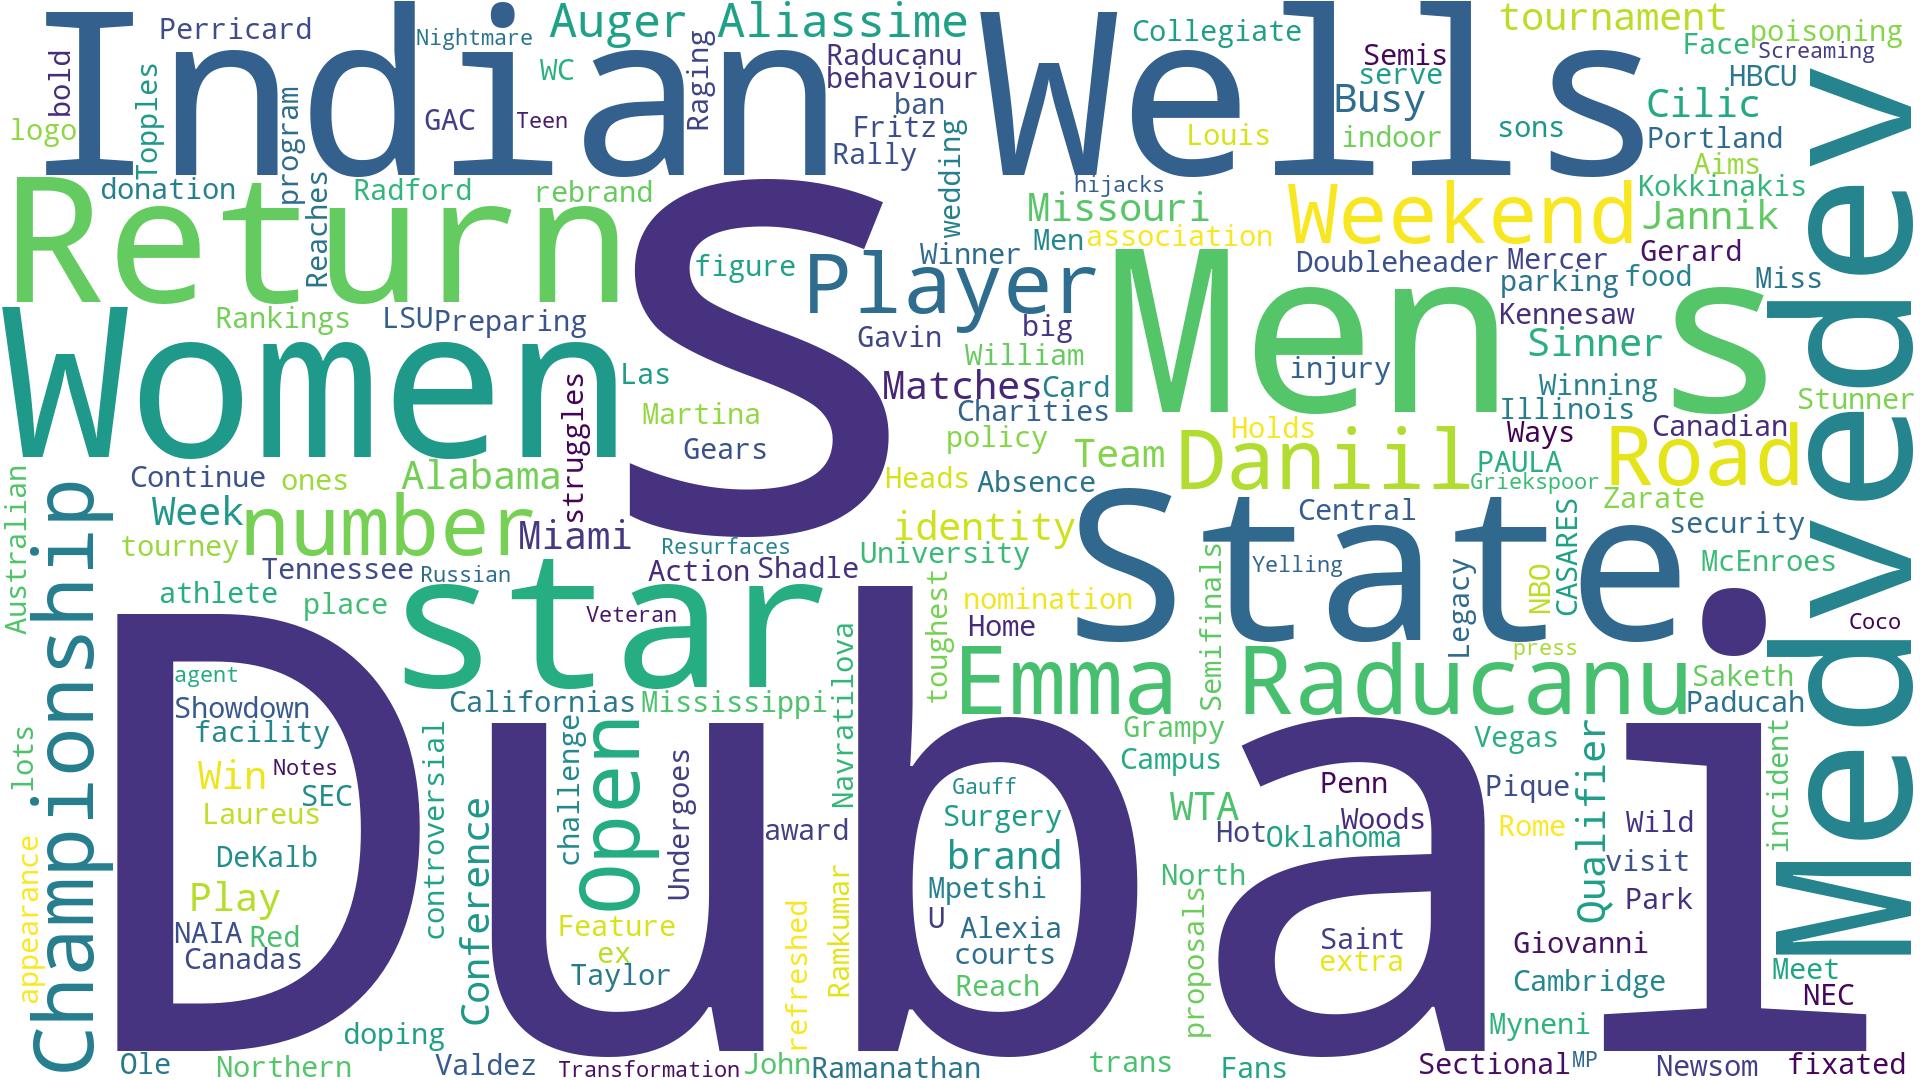 Indian Wells
Auger Aliassime
Perricard
Nightmare
bold
logo
Topples
program
GAC
Teen
WC
Raging
Raducanu
behaviour
ban
Fritz
Rally
wedding
Collegiate
Semis
serve
Busy
Louis
indoor
tournament
sons
Face
poisoning
Screaming
HBCU
Cilic
Portland
Aims
Kokkinakis
Jannik
Gerard
donation
Reaches
Radford
rebrand
Return
S
figure
Winner
Men
association
hijacks
Missouri
Weekend
Doubleheader
Mercer
parking
food
Miss
Player
Men s
Medvedev
Rankings
LSU
Preparing
Women
Las
Martina
Gears
struggles
Gavin
big
William
Matches
Card
Charities
policy
injury
Kennesaw
Sinner
Winning
Illinois
Ways
Canadian
Stunner
Holds
Team
Daniil
PAULA
Griekspoor
Road
Zarate
Continue
ones
Alabama
Heads
Absence
Australian
Championship
Week
number
Miami
tourney
identity
University
State
Central
security
CASARES
Tennessee
Russian
Resurfaces
Action
Shadle
McEnroes
Yelling
Legacy
NBO
athlete
place
star
Veteran
nomination
Home
toughest
Semifinals
press
Coco
Emma Raducanu
Saketh
Paducah
Dubai
agent
Showdown
facility
Californias
Mississippi
Navratilova
Grampy
Campus
Vegas
Qualifier
incident
lots
Win
Notes
SEC
Laureus
controversial
challenge
Open
Undergoes
award
Gauff
Surgery
brand
WTA
Hot
Oklahoma
Penn
Woods
Pique
Rome
Wild
visit
Park
DeKalb
Play
Conference
Mpetshi
U
Alexia
courts
Reach
North
proposals
appearance
NAIA
Red
Canadas
Feature
ex
Taylor
refreshed
Ramkumar
Saint
extra
Giovanni
Cambridge
Meet
NEC
doping
Myneni
Ole
Northern
Valdez
Transformation
John
Ramanathan
trans
Fans
Sectional
MP
Newsom
fixated